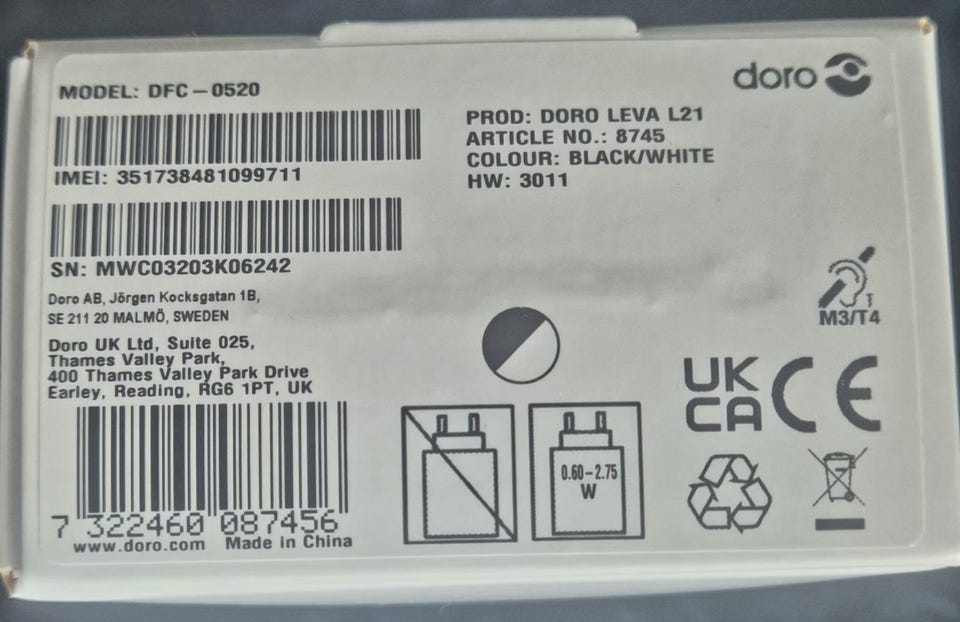 MODEL: DFC-0520
IMEI: 351738481099711
SN: MWC03203K06242
Doro AB, Jörgen Kocksgatan 1B,
SE 211 20 MALMÖ, SWEDEN
Doro UK Ltd, Suite 025,
Thames Valley Park,
400 Thames Valley Park Drive
Earley, Reading, RG6 1PT, UK
7 322460 087456
www.doro.com Made in China
doro
PROD: DORO LEVA L21
ARTICLE NO.: 8745
COLOUR: BLACK/WHITE
HW: 3011
T
M3/T4
UK
CA
CE
0.60-2.75
W